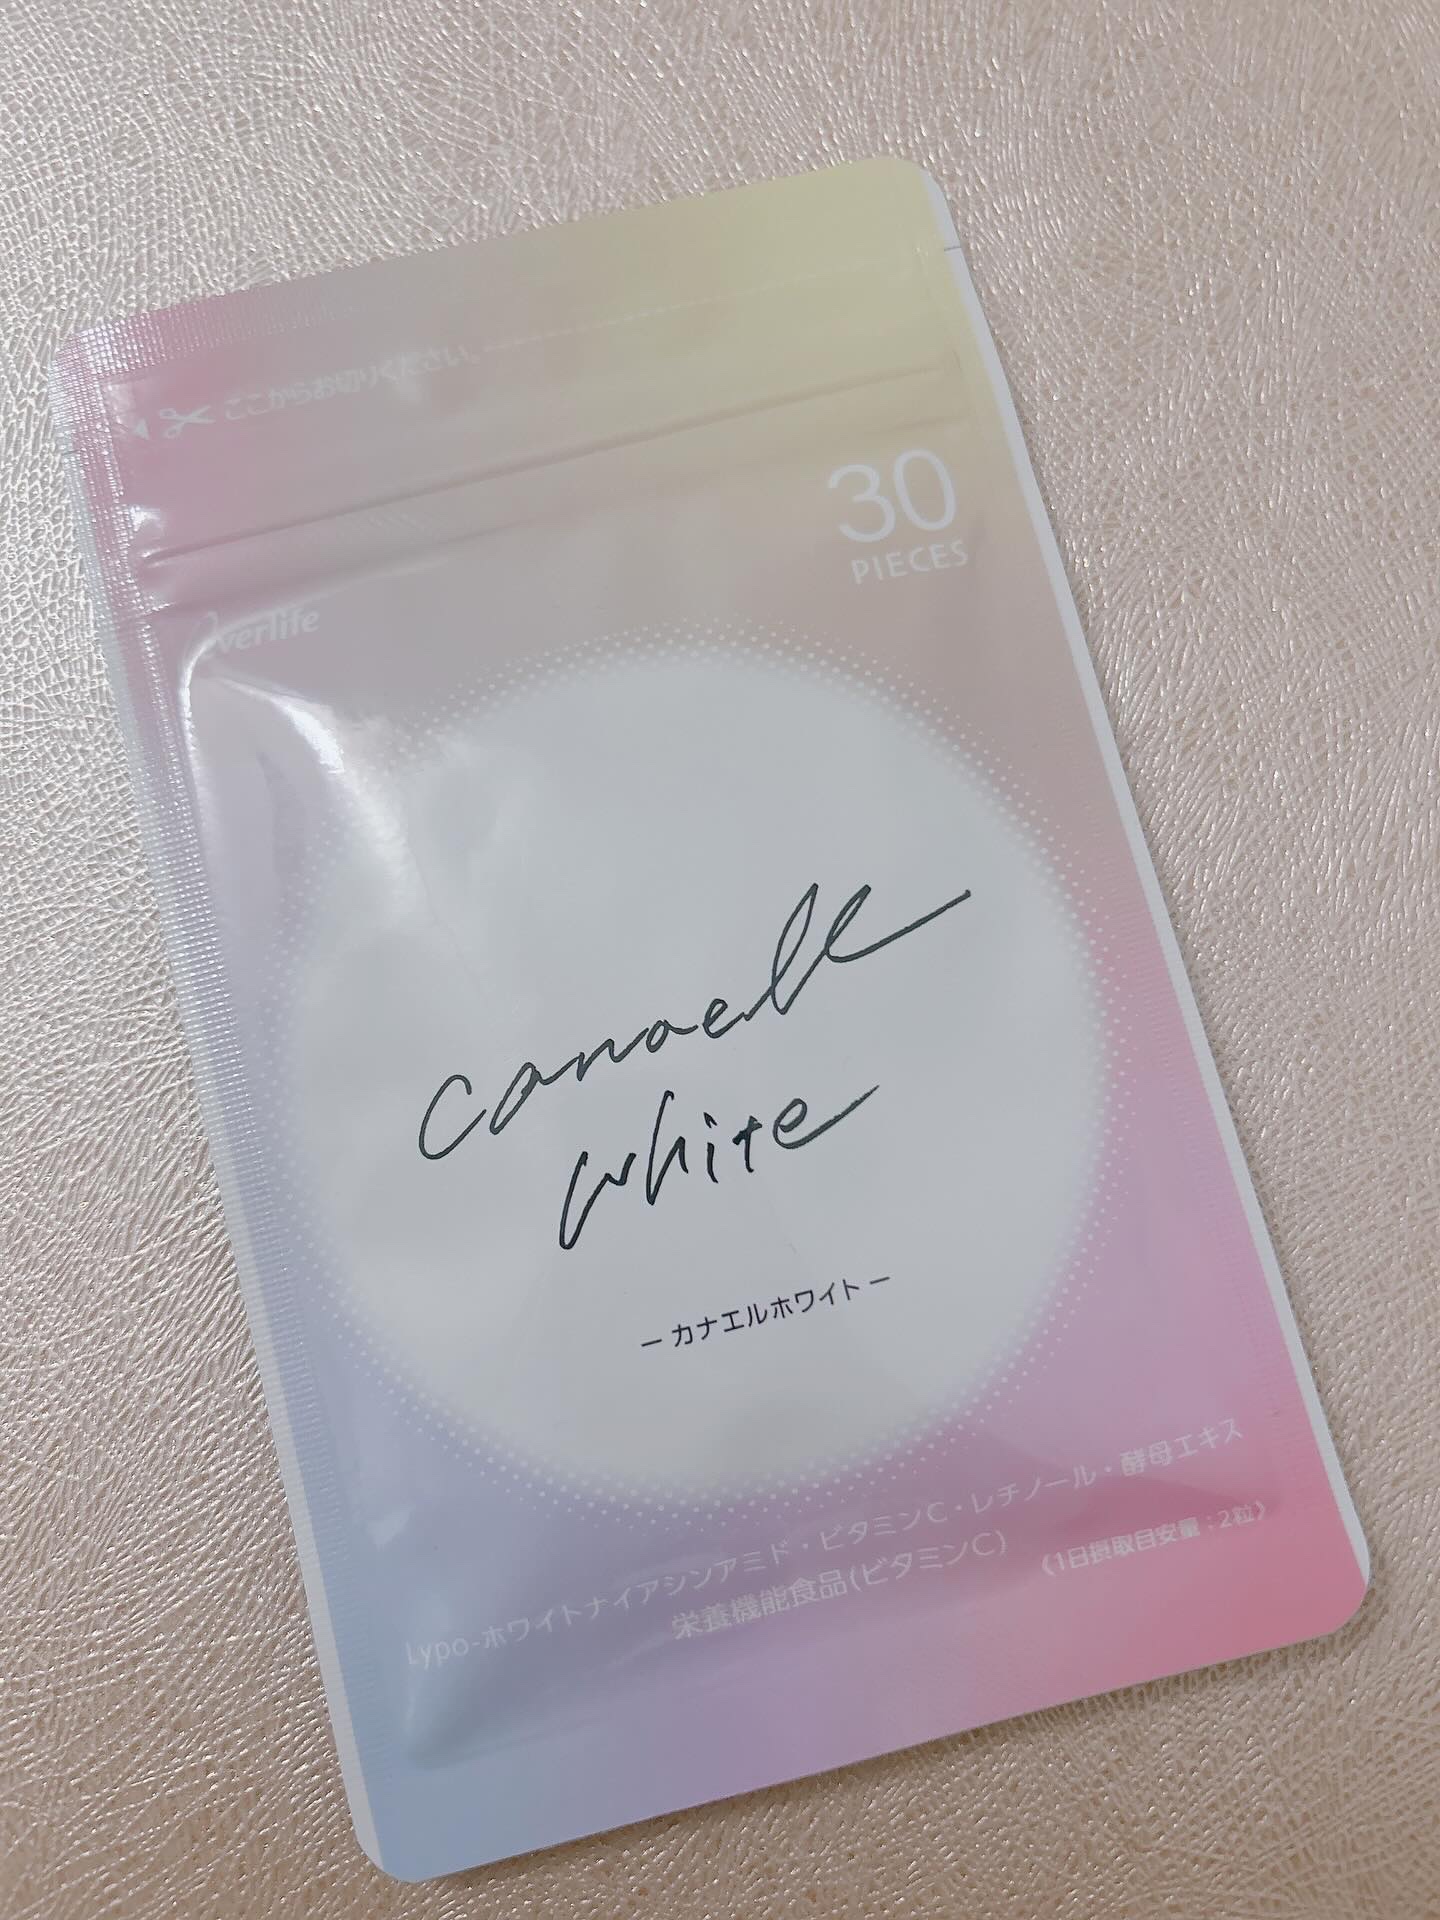 ここからお切りください。
30
PIECES
Everlife
canaell
white
ー カナエルホワイト ー
Lypo-ホワイトナイアシンアミド・ビタミンC・レチノール・酵母エキス
栄養機能食品(ビタミンC) 《1日摂取目安量:2粒》